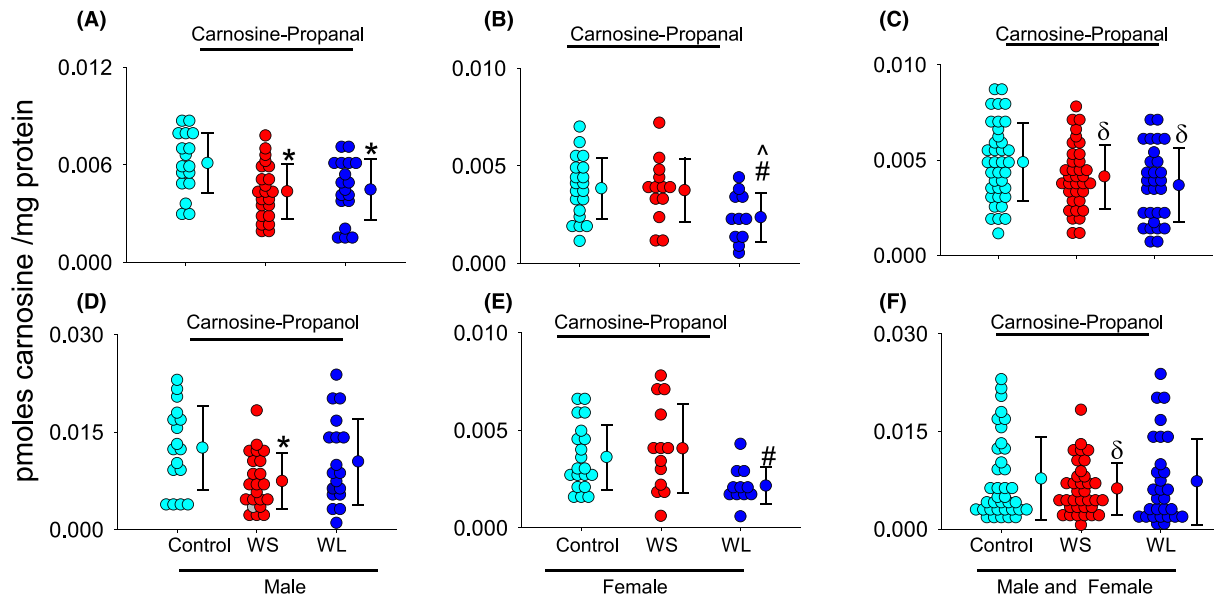 (A)
(B)
(C)
Carnosine-Propanal
Carnosine-Propanal
Carnosine-Propanal
0.012
0.006
0.000
*
*
0.010
0.005
0.000
^
#
0.010
0.005
0.000
δ
δ
pmoles carnosine /mg protein
(D)
(E)
(F)
Carnosine-Propanol
Carnosine-Propanol
Carnosine-Propanol
0.030
0.015
0.000
*
0.010
0.005
0.000
#
0.030
0.015
0.000
δ
Control WS WL
Control WS WL
Control WS WL
Male
Female
Male and Female